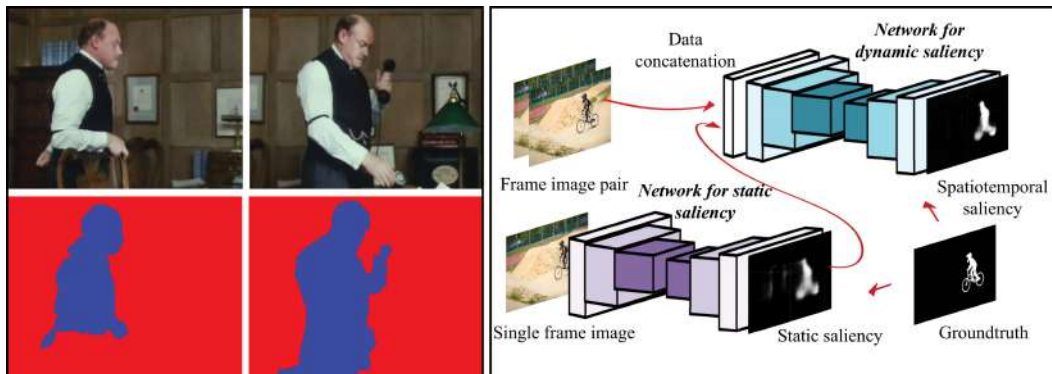 Data
concatenation
Network for
dynamic saliency
Frame image pair
Network for static
saliency
Spatiotemporal
saliency
Single frame image
Static saliency
Groundtruth